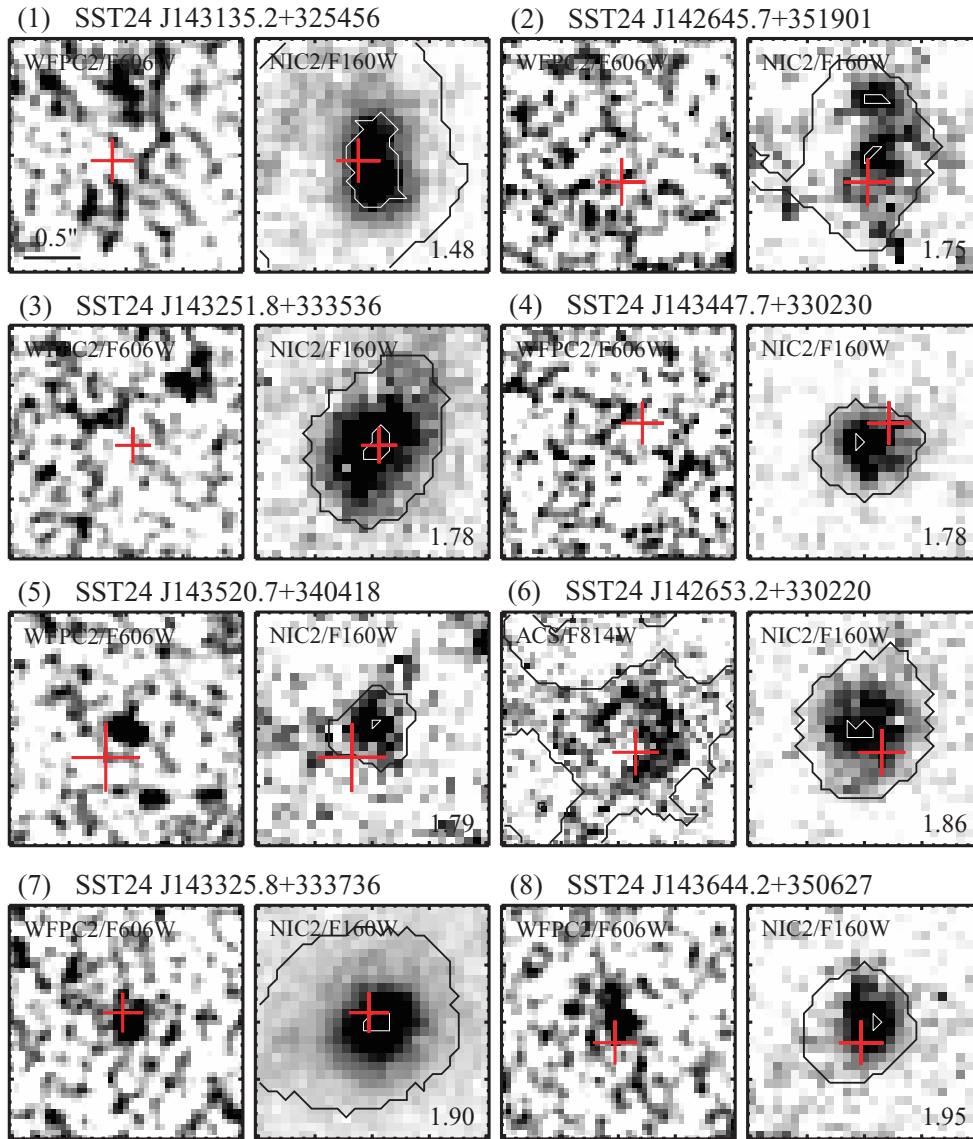 (1) SST24 J143135.2+325456
(2) SST24 J142645.7+351901
WFPC2/F606W
NIC2/F160W
WFPC2/F606W
NIC2/F160W
0.5"
1.48
1.75
(3) SST24 J143251.8+333536
(4) SST24 J143447.7+330230
WFPC2/F606W
NIC2/F160W
WFPC2/F606W
NIC2/F160W
1.78
1.78
(5) SST24 J143520.7+340418
(6) SST24 J142653.2+330220
WFPC2/F606W
NIC2/F160W
ACS/F814W
NIC2/F160W
1.79
1.86
(7) SST24 J143325.8+333736
(8) SST24 J143644.2+350627
WFPC2/F606W
NIC2/F160W
WFPC2/F606W
NIC2/F160W
1.90
1.95